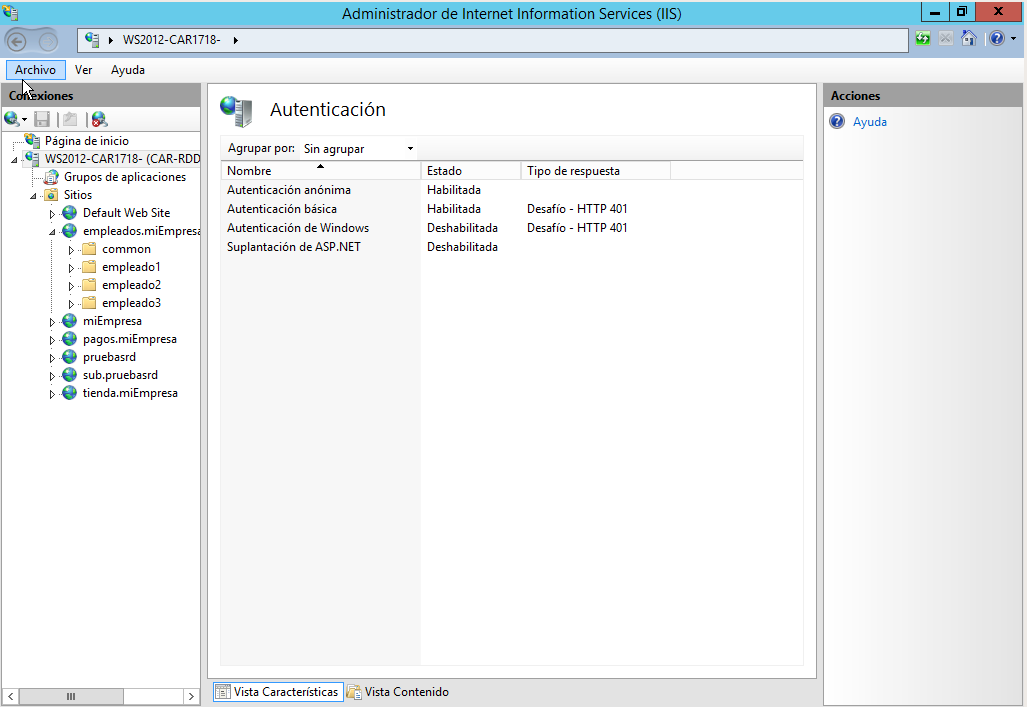 Administrador de Internet Information Services (IIS)
WS2012-CAR1718-
Archivo Ver Ayuda
Conexiones
Página de inicio
WS2012-CAR1718- (CAR-RDD
Grupos de aplicaciones
Sitios
Default Web Site
empleados.miEmpresa
common
empleado1
empleado2
empleado3
miEmpresa
pagos.miEmpresa
pruebasrd
sub.pruebasrd
tienda.miEmpresa
Autenticación
Agrupar por: Sin agrupar
Nombre Estado Tipo de respuesta
Autenticación anónima Habilitada
Autenticación básica Habilitada Desafío - HTTP 401
Autenticación de Windows Deshabilitada Desafío - HTTP 401
Suplantación de ASP.NET Deshabilitada
Vista Características Vista Contenido
Acciones
Ayuda